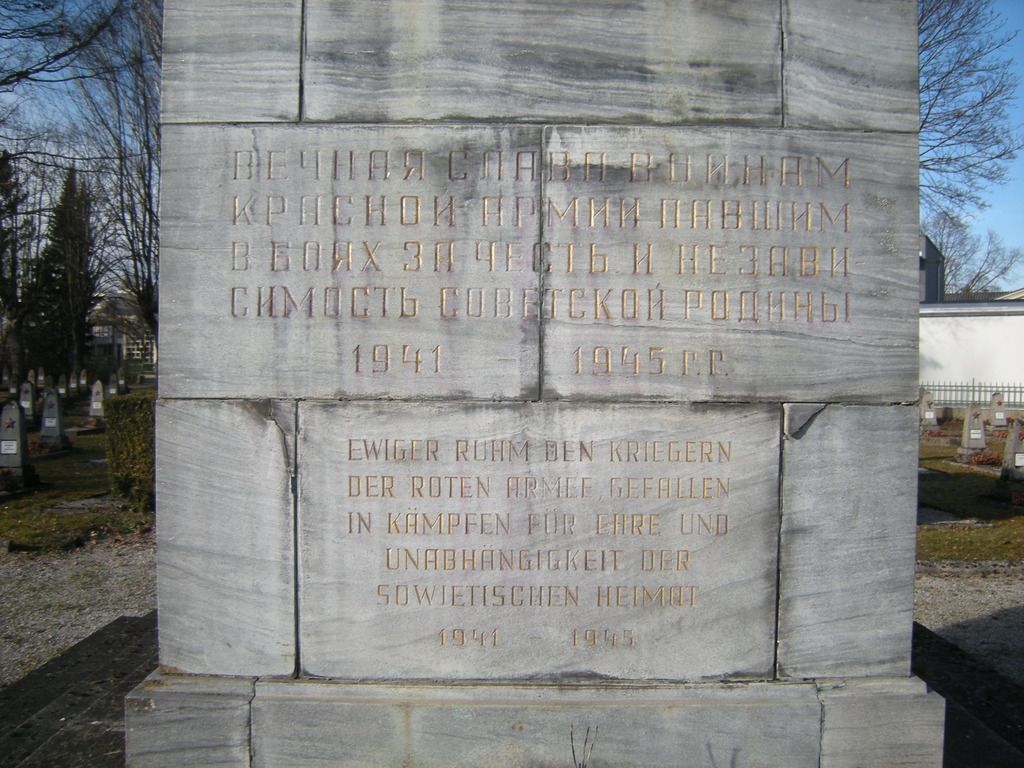 ВЕЧНАЯ СЛАВА ВОИНАМ
КРАСНОЙ АРМИИ ПАВШИМ
В БОЯХ ЗА ЧЕСТЬ И НЕЗАВИ-
СИМОСТЬ СОВЕТСКОЙ РОДИНЫ
1941 – 1945 Г.Г.
EWIGER RUHM DEN KRIEGERN
DER ROTEN ARMEE, GEFALLEN
IN KÄMPFEN FÜR EHRE UND
UNABHÄNGIGKEIT DER
SOWJETISCHEN HEIMAT
1941 – 1945